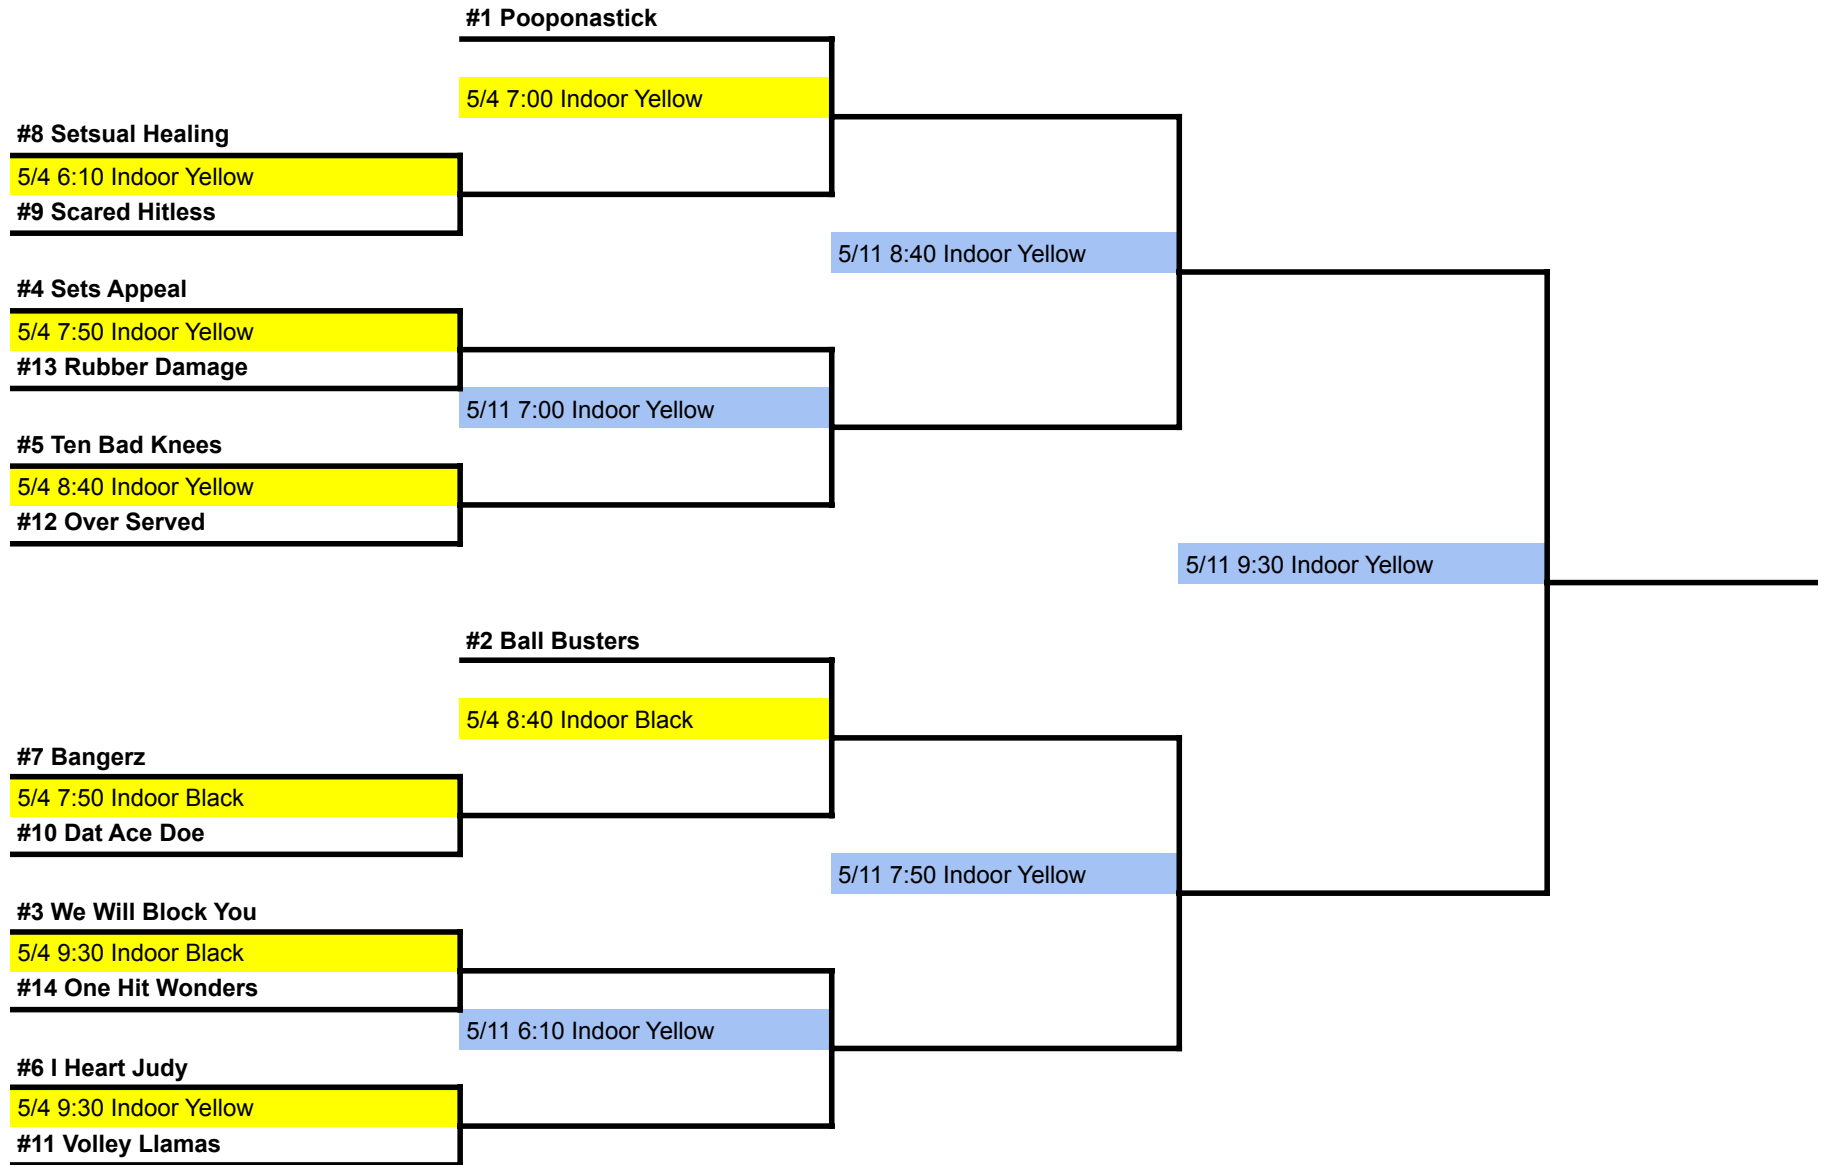 #1 Pooponastick
5/4 7:00 Indoor Yellow
#8 Setsual Healing
5/4 6:10 Indoor Yellow
#9 Scared Hitless
5/11 8:40 Indoor Yellow
#4 Sets Appeal
5/4 7:50 Indoor Yellow
#13 Rubber Damage
5/11 7:00 Indoor Yellow
#5 Ten Bad Knees
5/4 8:40 Indoor Yellow
#12 Over Served
5/11 9:30 Indoor Yellow
#2 Ball Busters
5/4 8:40 Indoor Black
#7 Bangerz
5/4 7:50 Indoor Black
#10 Dat Ace Doe
5/11 7:50 Indoor Yellow
#3 We Will Block You
5/4 9:30 Indoor Black
#14 One Hit Wonders
5/11 6:10 Indoor Yellow
#6 I Heart Judy
5/4 9:30 Indoor Yellow
#11 Volley Llamas